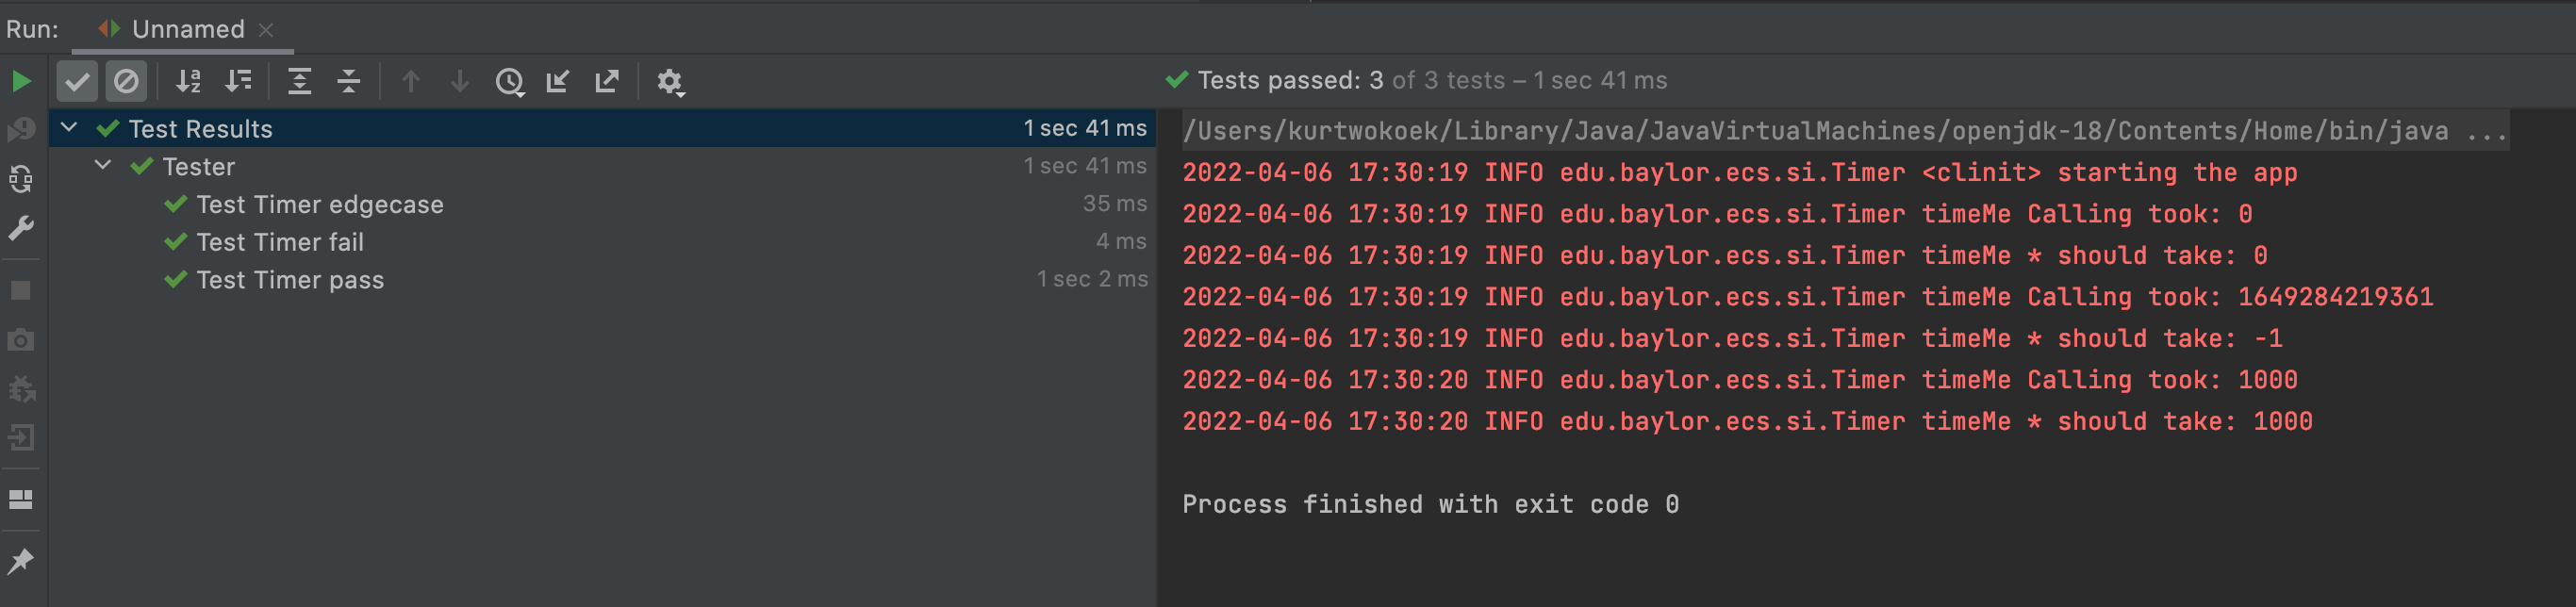 Run: Unnamed
Tests passed: 3 of 3 tests – 1 sec 41 ms
Test Results 1 sec 41 ms
Tester 1 sec 41 ms
Test Timer edgecase 35 ms
Test Timer fail 4 ms
Test Timer pass 1 sec 2 ms
/Users/kurtwokoek/Library/Java/JavaVirtualMachines/openjdk-18/Contents/Home/bin/java ...
2022-04-06 17:30:19 INFO edu.baylor.ecs.si.Timer <clinit> starting the app
2022-04-06 17:30:19 INFO edu.baylor.ecs.si.Timer timeMe Calling took: 0
2022-04-06 17:30:19 INFO edu.baylor.ecs.si.Timer timeMe * should take: 0
2022-04-06 17:30:19 INFO edu.baylor.ecs.si.Timer timeMe Calling took: 1649284219361
2022-04-06 17:30:19 INFO edu.baylor.ecs.si.Timer timeMe * should take: -1
2022-04-06 17:30:20 INFO edu.baylor.ecs.si.Timer timeMe Calling took: 1000
2022-04-06 17:30:20 INFO edu.baylor.ecs.si.Timer timeMe * should take: 1000
Process finished with exit code 0